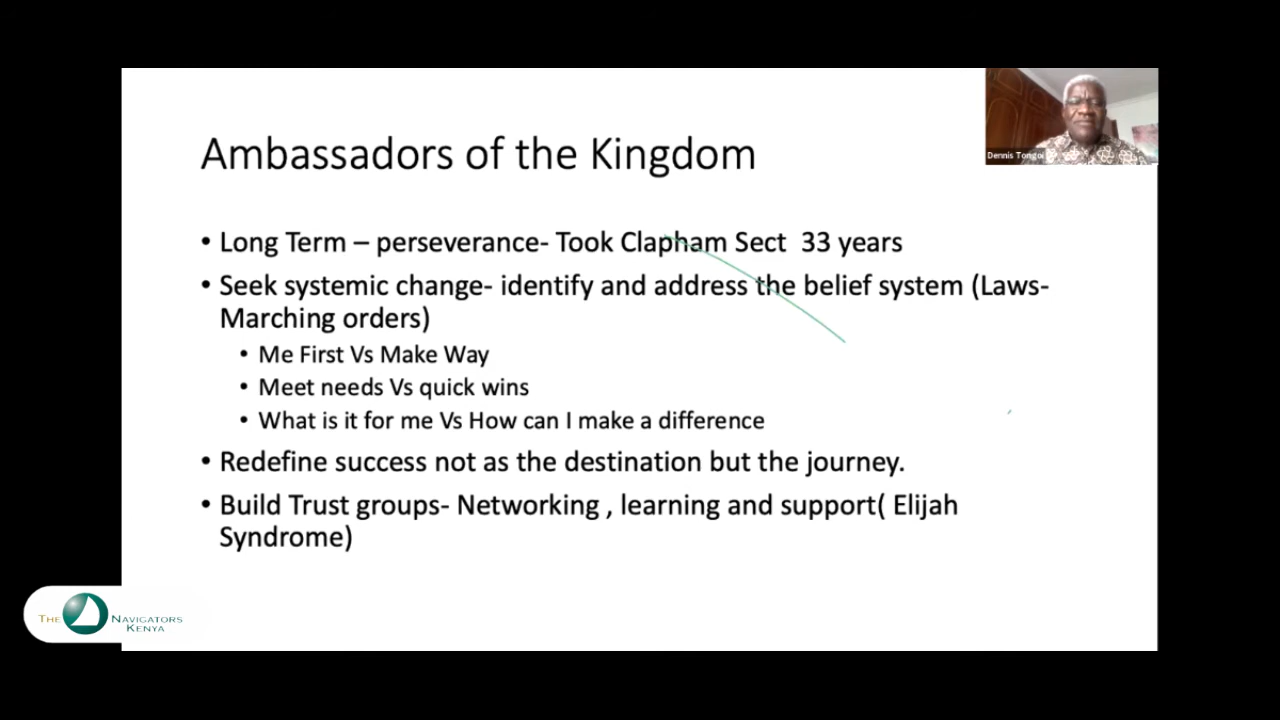 Ambassadors of the Kingdom
• Long Term – perseverance- Took Clapham Sect 33 years
• Seek systemic change- identify and address the belief system (Laws-
Marching orders)
• Me First Vs Make Way
• Meet needs Vs quick wins
• What is it for me Vs How can I make a difference
• Redefine success not as the destination but the journey.
• Build Trust groups- Networking , learning and support( Elijah
Syndrome)
Dennis Tongoi
THE NAVIGATORS
KENYA